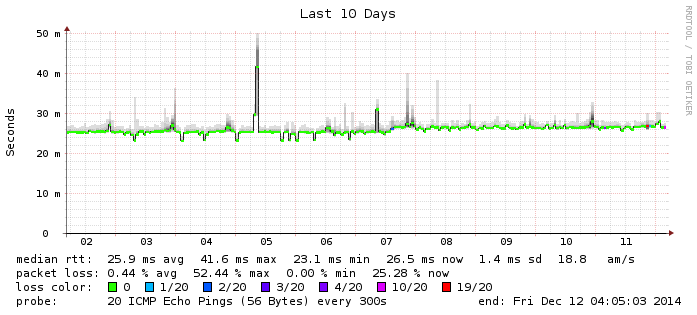 Last 10 Days
RRDTOOL / TOBI OETIKER
Seconds
50 m
40 m
30 m
20 m
10 m
0
02 03 04 05 06 07 08 09 10 11
median rtt: 25.9 ms avg 41.6 ms max 23.1 ms min 26.5 ms now 1.4 ms sd 18.8 am/s
packet loss: 0.44 % avg 52.44 % max 0.00 % min 25.28 % now
loss color: 0 1/20 2/20 3/20 4/20 10/20 19/20
probe: 20 ICMP Echo Pings (56 Bytes) every 300s end: Fri Dec 12 04:05:03 2014